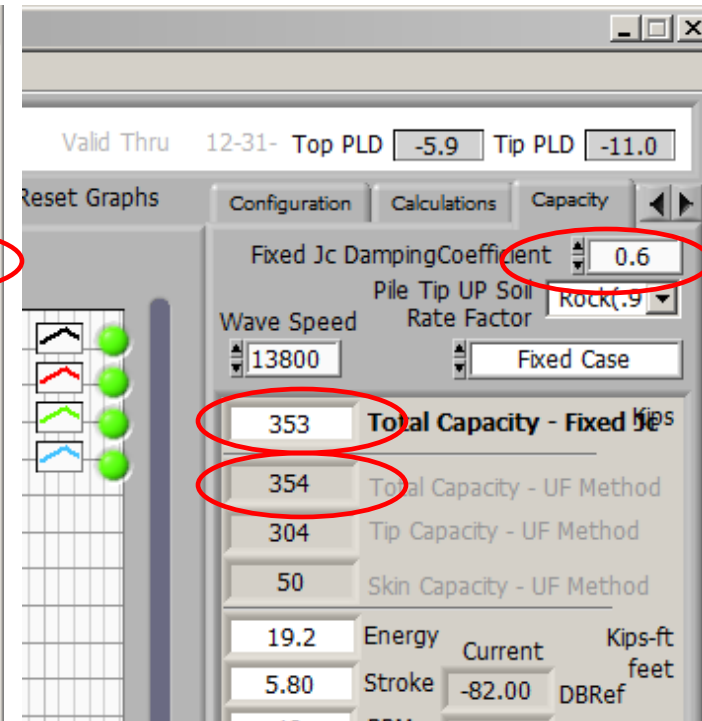 Valid Thru 12-31- Top PLD -5.9 Tip PLD -11.0
Reset Graphs
Configuration Calculations Capacity
Fixed Jc DampingCoefficient 0.6
Pile Tip UP Soil Rock(.9
Wave Speed Rate Factor
13800 Fixed Case
353 Total Capacity - Fixed Jc Kips
354 Total Capacity - UF Method
304 Tip Capacity - UF Method
50 Skin Capacity - UF Method
19.2 Energy Current Kips-ft
5.80 Stroke -82.00 DBRef feet